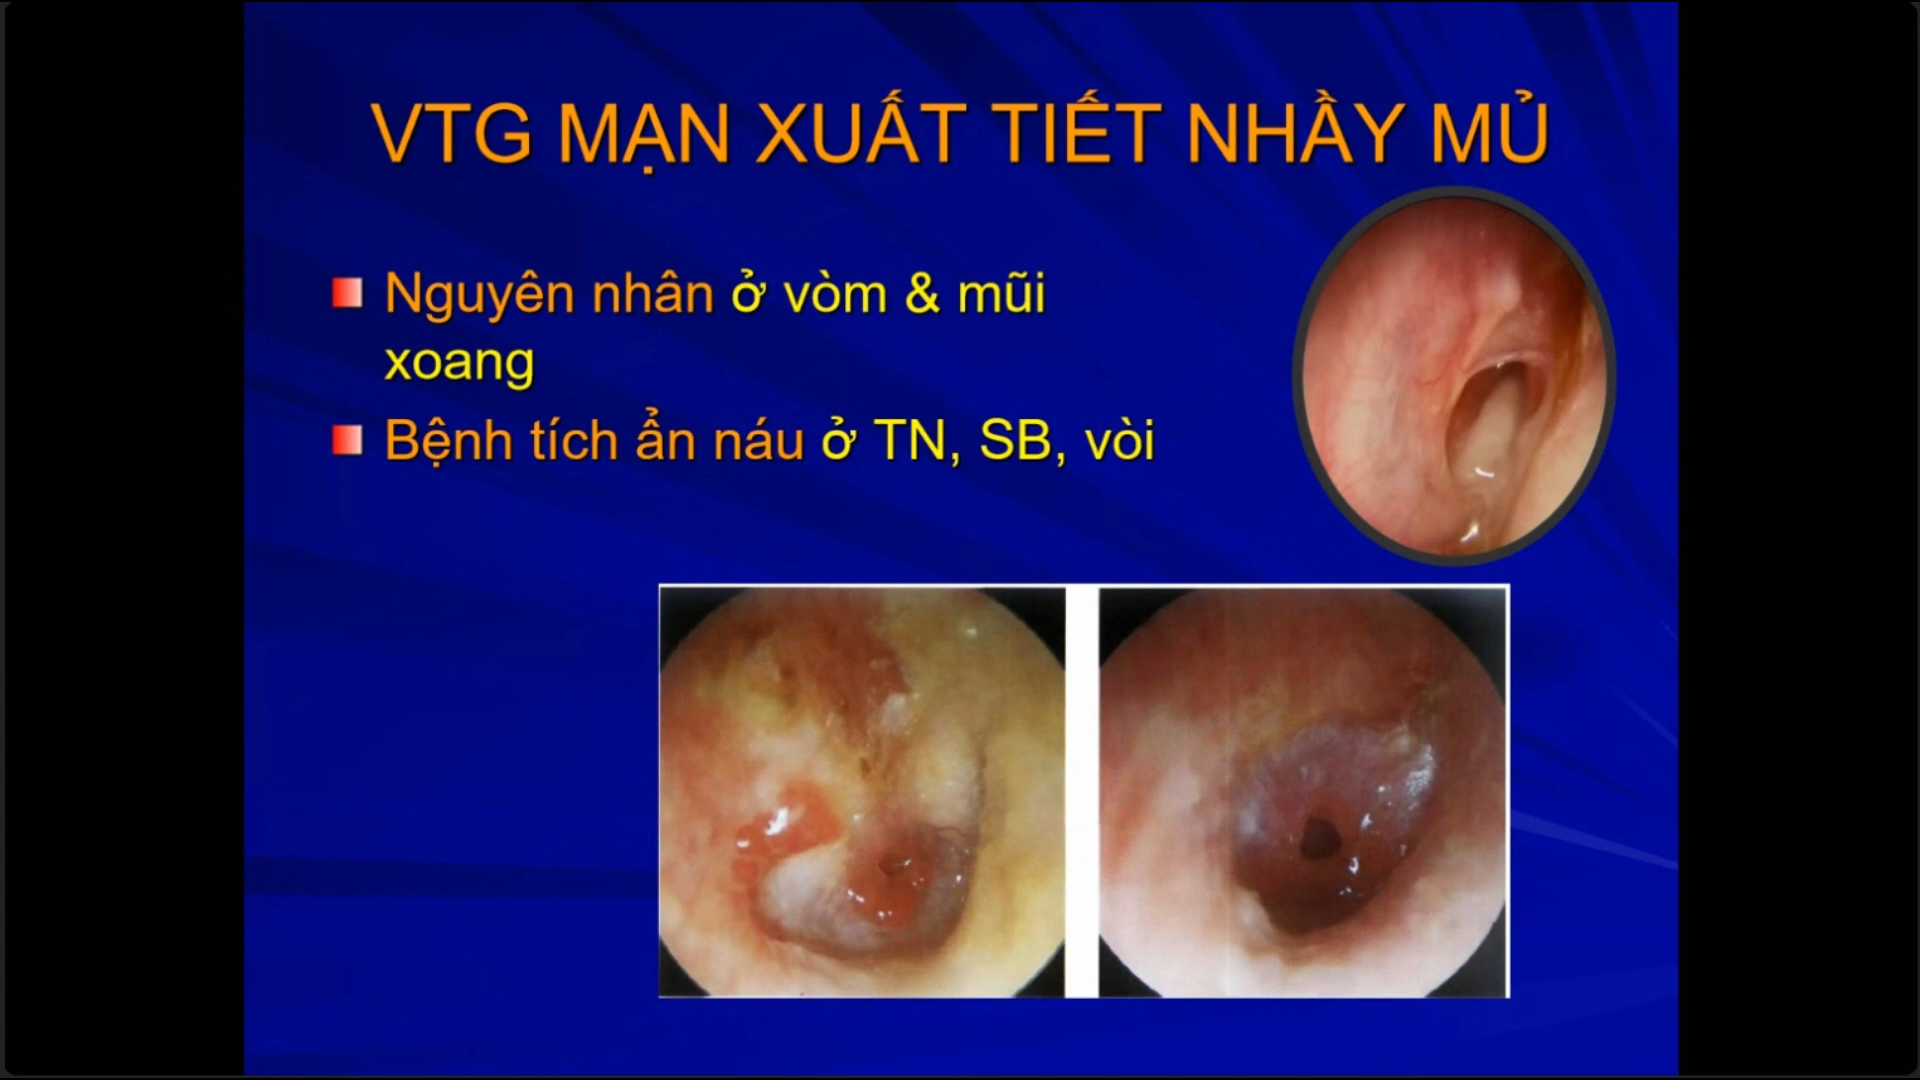 VTG MẠN XUẤT TIẾT NHẦY MỦ
Nguyên nhân ở vòm & mũi
xoang
Bệnh tích ẩn náu ở TN, SB, vòi